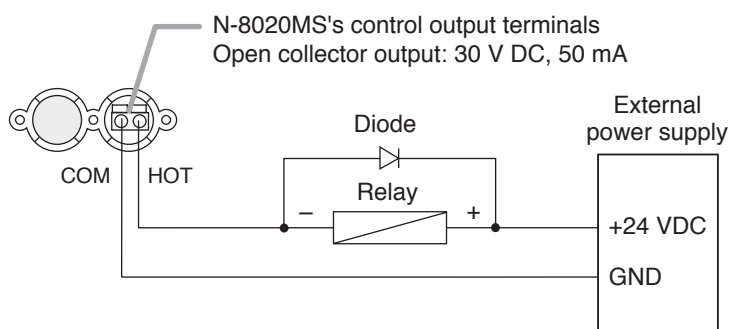 N-8020MS's control output terminals
Open collector output: 30 V DC, 50 mA
External
power supply
Diode
COM
HOT
Relay
–
+
+24 VDC
GND